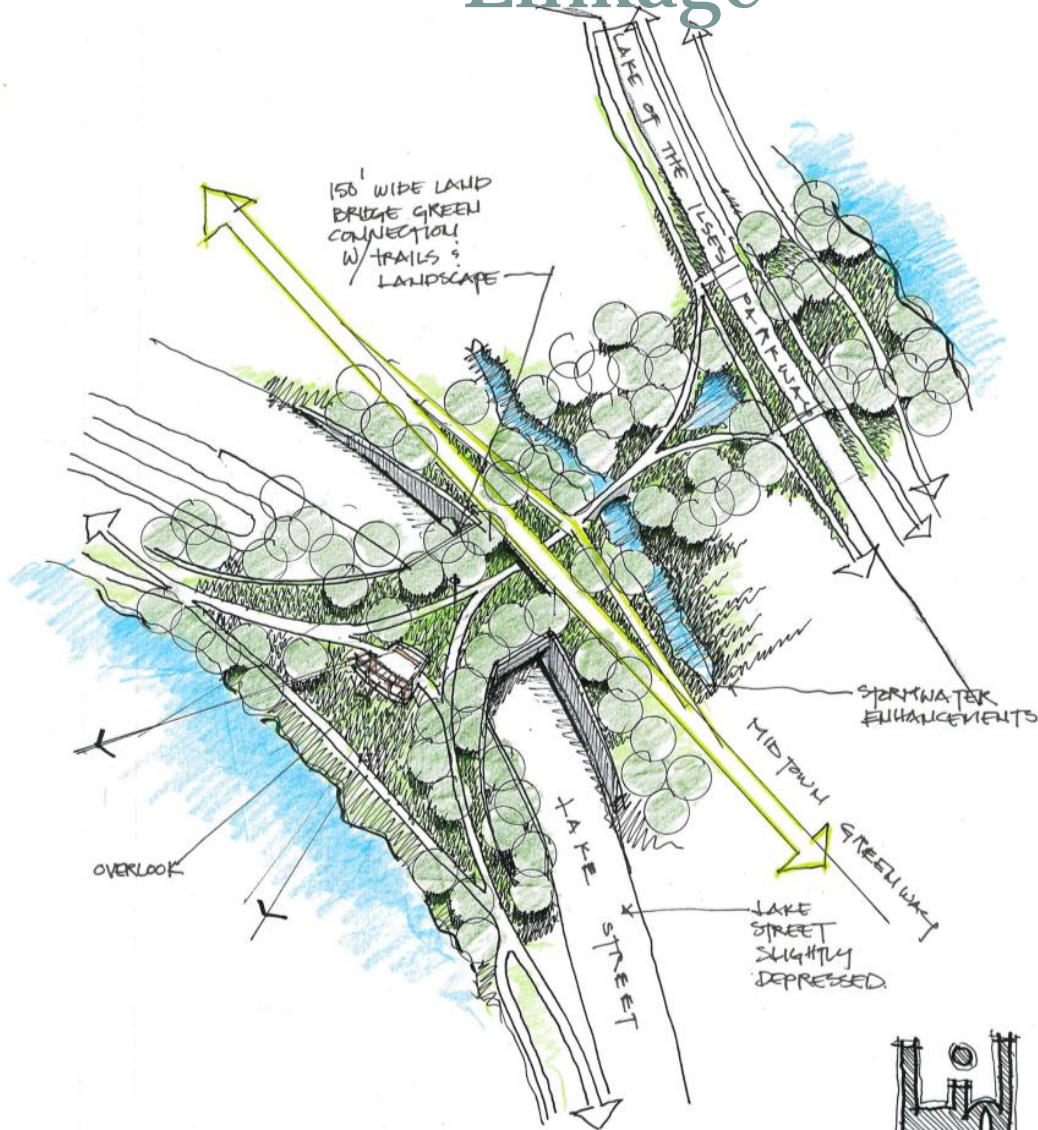 Linkage
LAKE OF THE ILSES PARKWAY
150' WIDE LAND
BRIDGE GREEN
CONNECTION
W/ TRAILS &
LANDSCAPE
STORMWATER
ENHANCEMENTS
MIDTOWN GREENWAY
OVERLOOK
LAKE STREET
LAKE
STREET
SLIGHTLY
DEPRESSED.